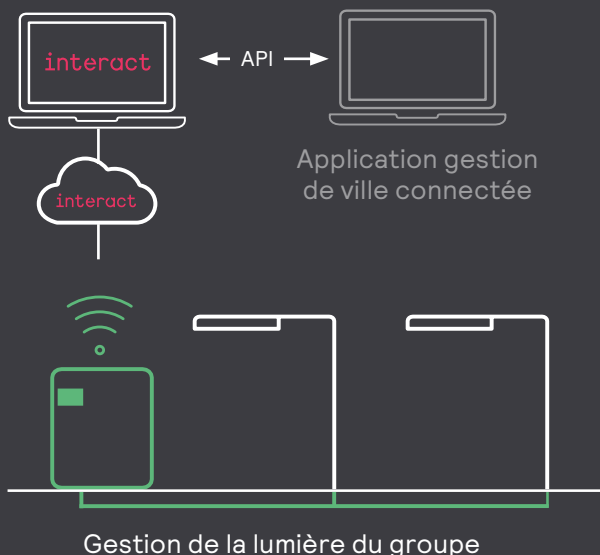 interact
API
Application gestion
de ville connectée
interact
Gestion de la lumière du groupe